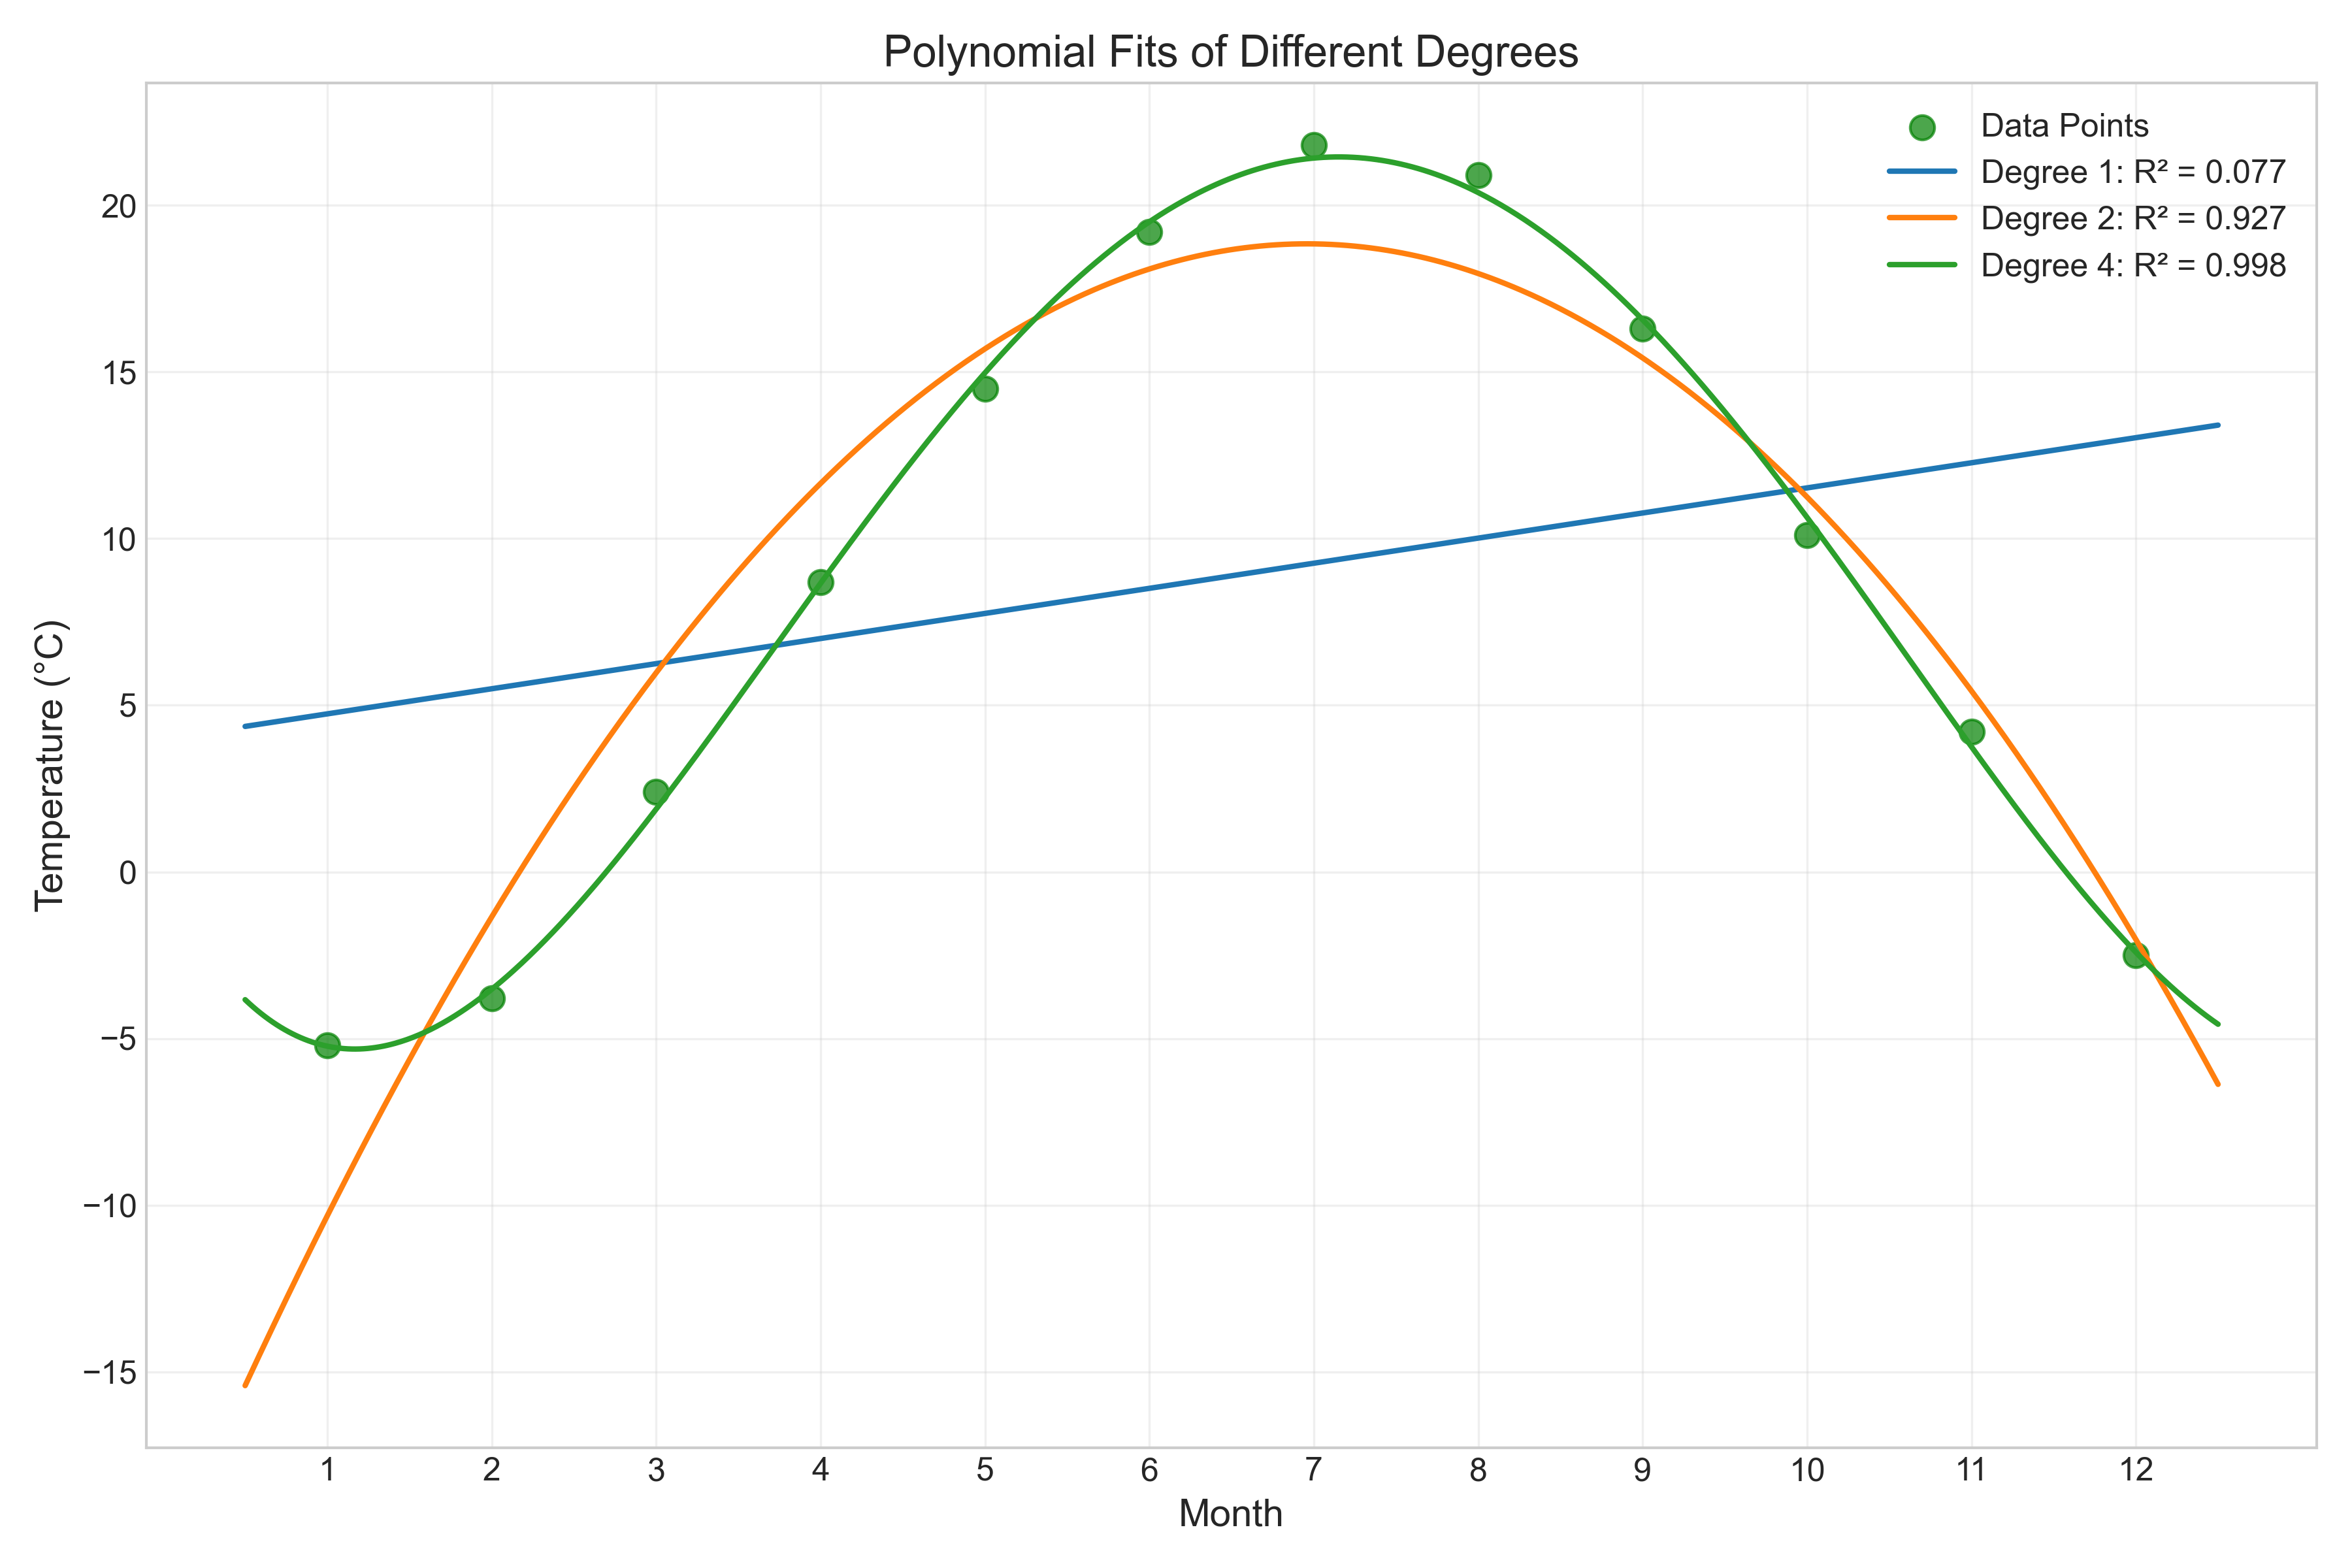 Polynomial Fits of Different Degrees
Data Points
Degree 1: R² = 0.077
Degree 2: R² = 0.927
Degree 4: R² = 0.998
20
15
10
5
0
−5
−10
−15
Temperature (°C)
1 2 3 4 5 6 7 8 9 10 11 12
Month